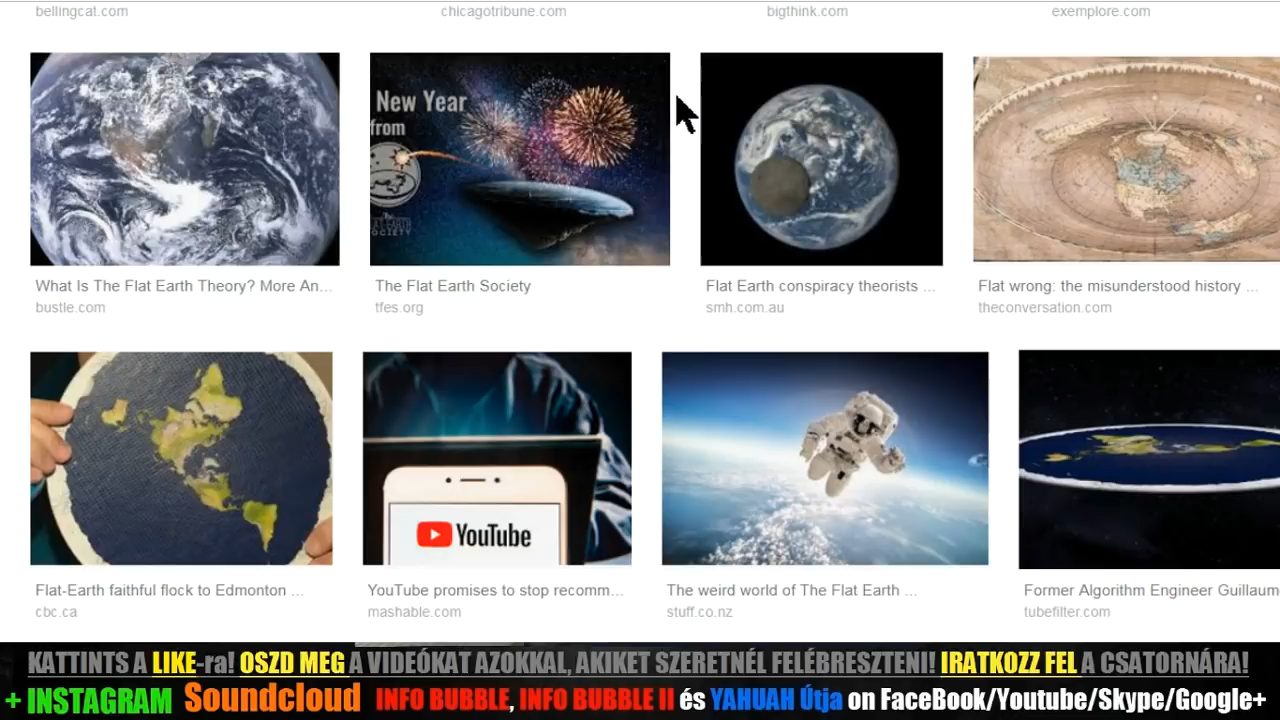 bellingcat.com
chicagotribune.com
bigthink.com
exemplore.com
New Year
from
What Is The Flat Earth Theory? More An...
bustle.com
The Flat Earth Society
tfes.org
Flat Earth conspiracy theorists ...
smh.com.au
Flat wrong: the misunderstood history ...
theconversation.com
YouTube
Flat-Earth faithful flock to Edmonton ...
cbc.ca
YouTube promises to stop recomm...
mashable.com
The weird world of The Flat Earth ...
stuff.co.nz
Former Algorithm Engineer Guillaum
tubefilter.com
KATTINTS A LIKE-ra! OSZD MEG A VIDEÓKAT AZOKKAL, AKIKET SZERETNÉL FELÉBRESZTENI! IRATKOZZ FEL A CSATORNÁRA!
+ INSTAGRAM Soundcloud INFO BUBBLE, INFO BUBBLE II és YAHUAH Útja on FaceBook/Youtube/Skype/Google+